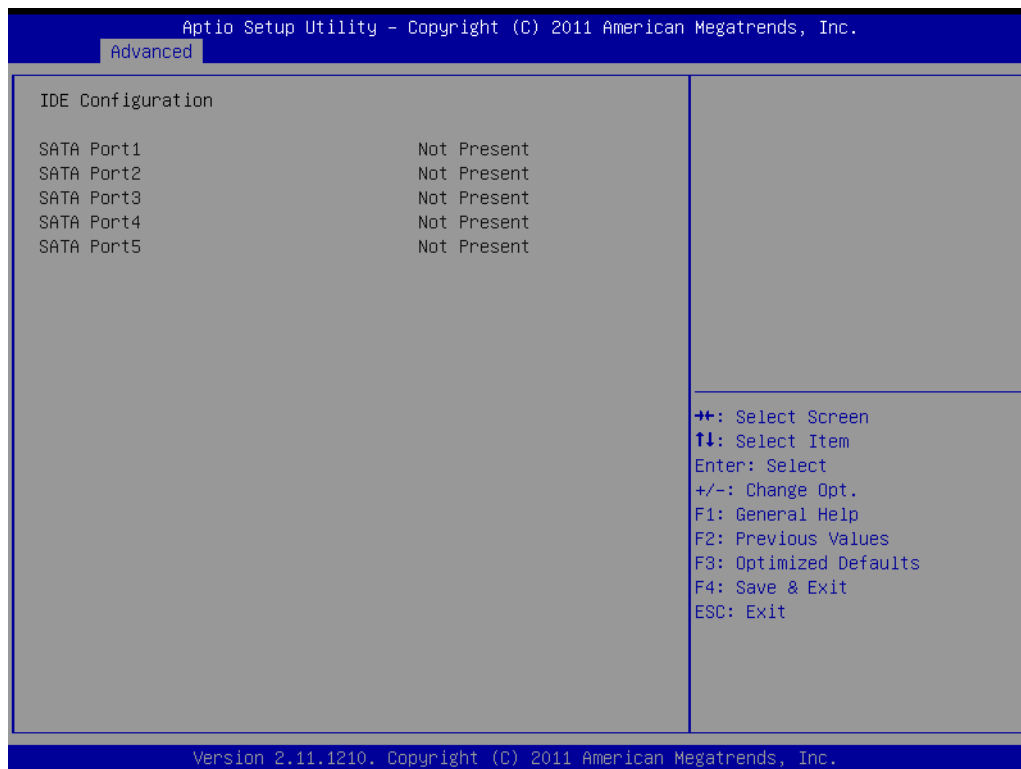 Aptio Setup Utility – Copyright (C) 2011 American Megatrends, Inc.
Advanced
IDE Configuration
SATA Port1 Not Present
SATA Port2 Not Present
SATA Port3 Not Present
SATA Port4 Not Present
SATA Port5 Not Present
→←: Select Screen
↑↓: Select Item
Enter: Select
+/-: Change Opt.
F1: General Help
F2: Previous Values
F3: Optimized Defaults
F4: Save & Exit
ESC: Exit
Version 2.11.1210. Copyright (C) 2011 American Megatrends, Inc.